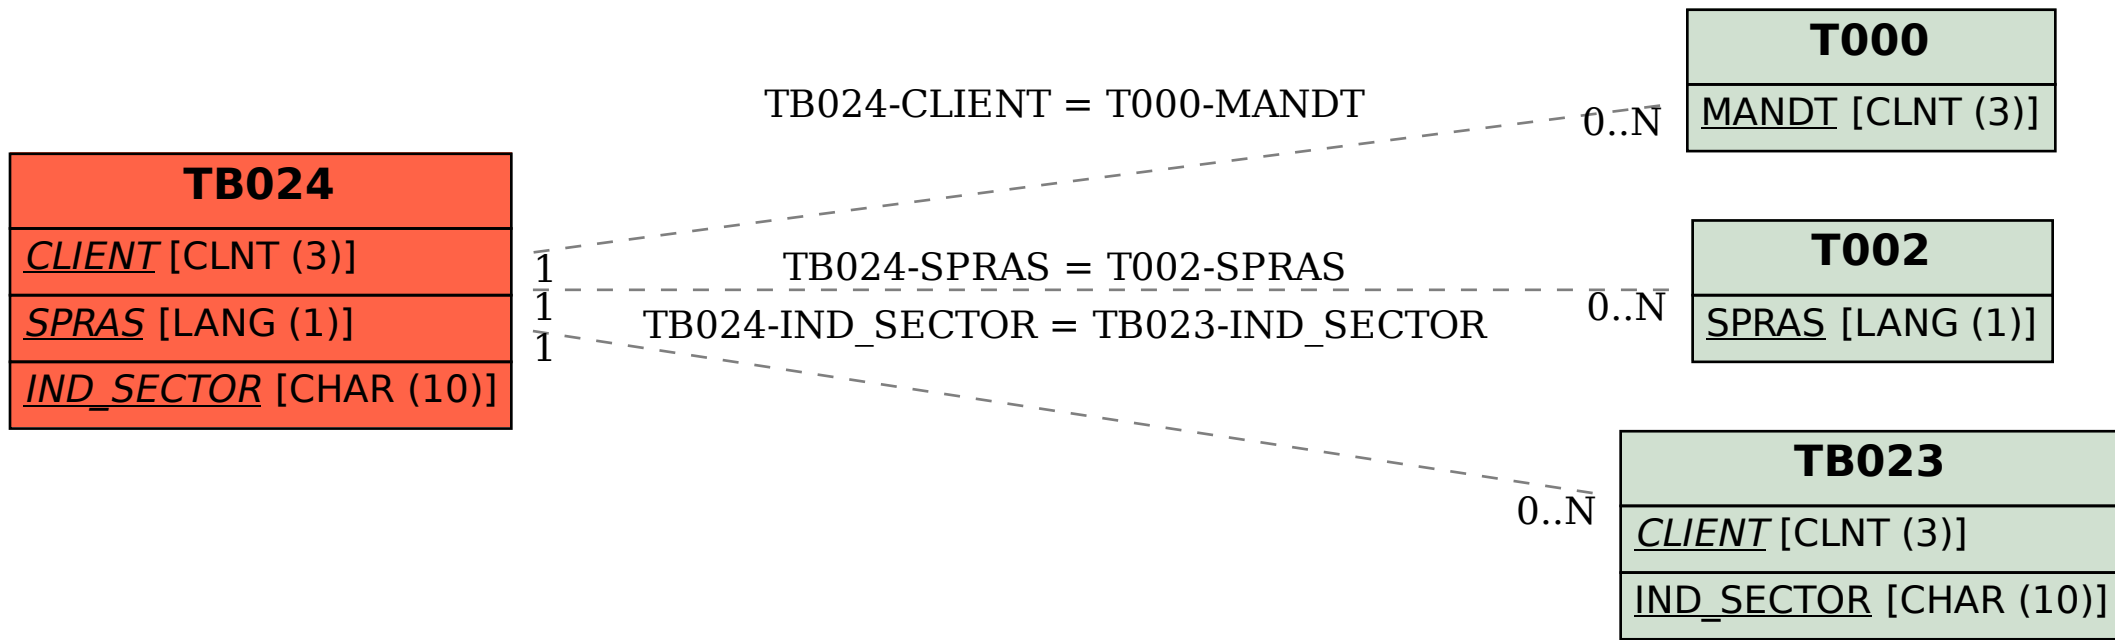 TB024
CLIENT [CLNT (3)]
SPRAS [LANG (1)]
IND_SECTOR [CHAR (10)]
TB024-CLIENT = T000-MANDT
1
0..N
TB024-SPRAS = T002-SPRAS
1
0..N
TB024-IND_SECTOR = TB023-IND_SECTOR
1
0..N
T000
MANDT [CLNT (3)]
T002
SPRAS [LANG (1)]
TB023
CLIENT [CLNT (3)]
IND_SECTOR [CHAR (10)]